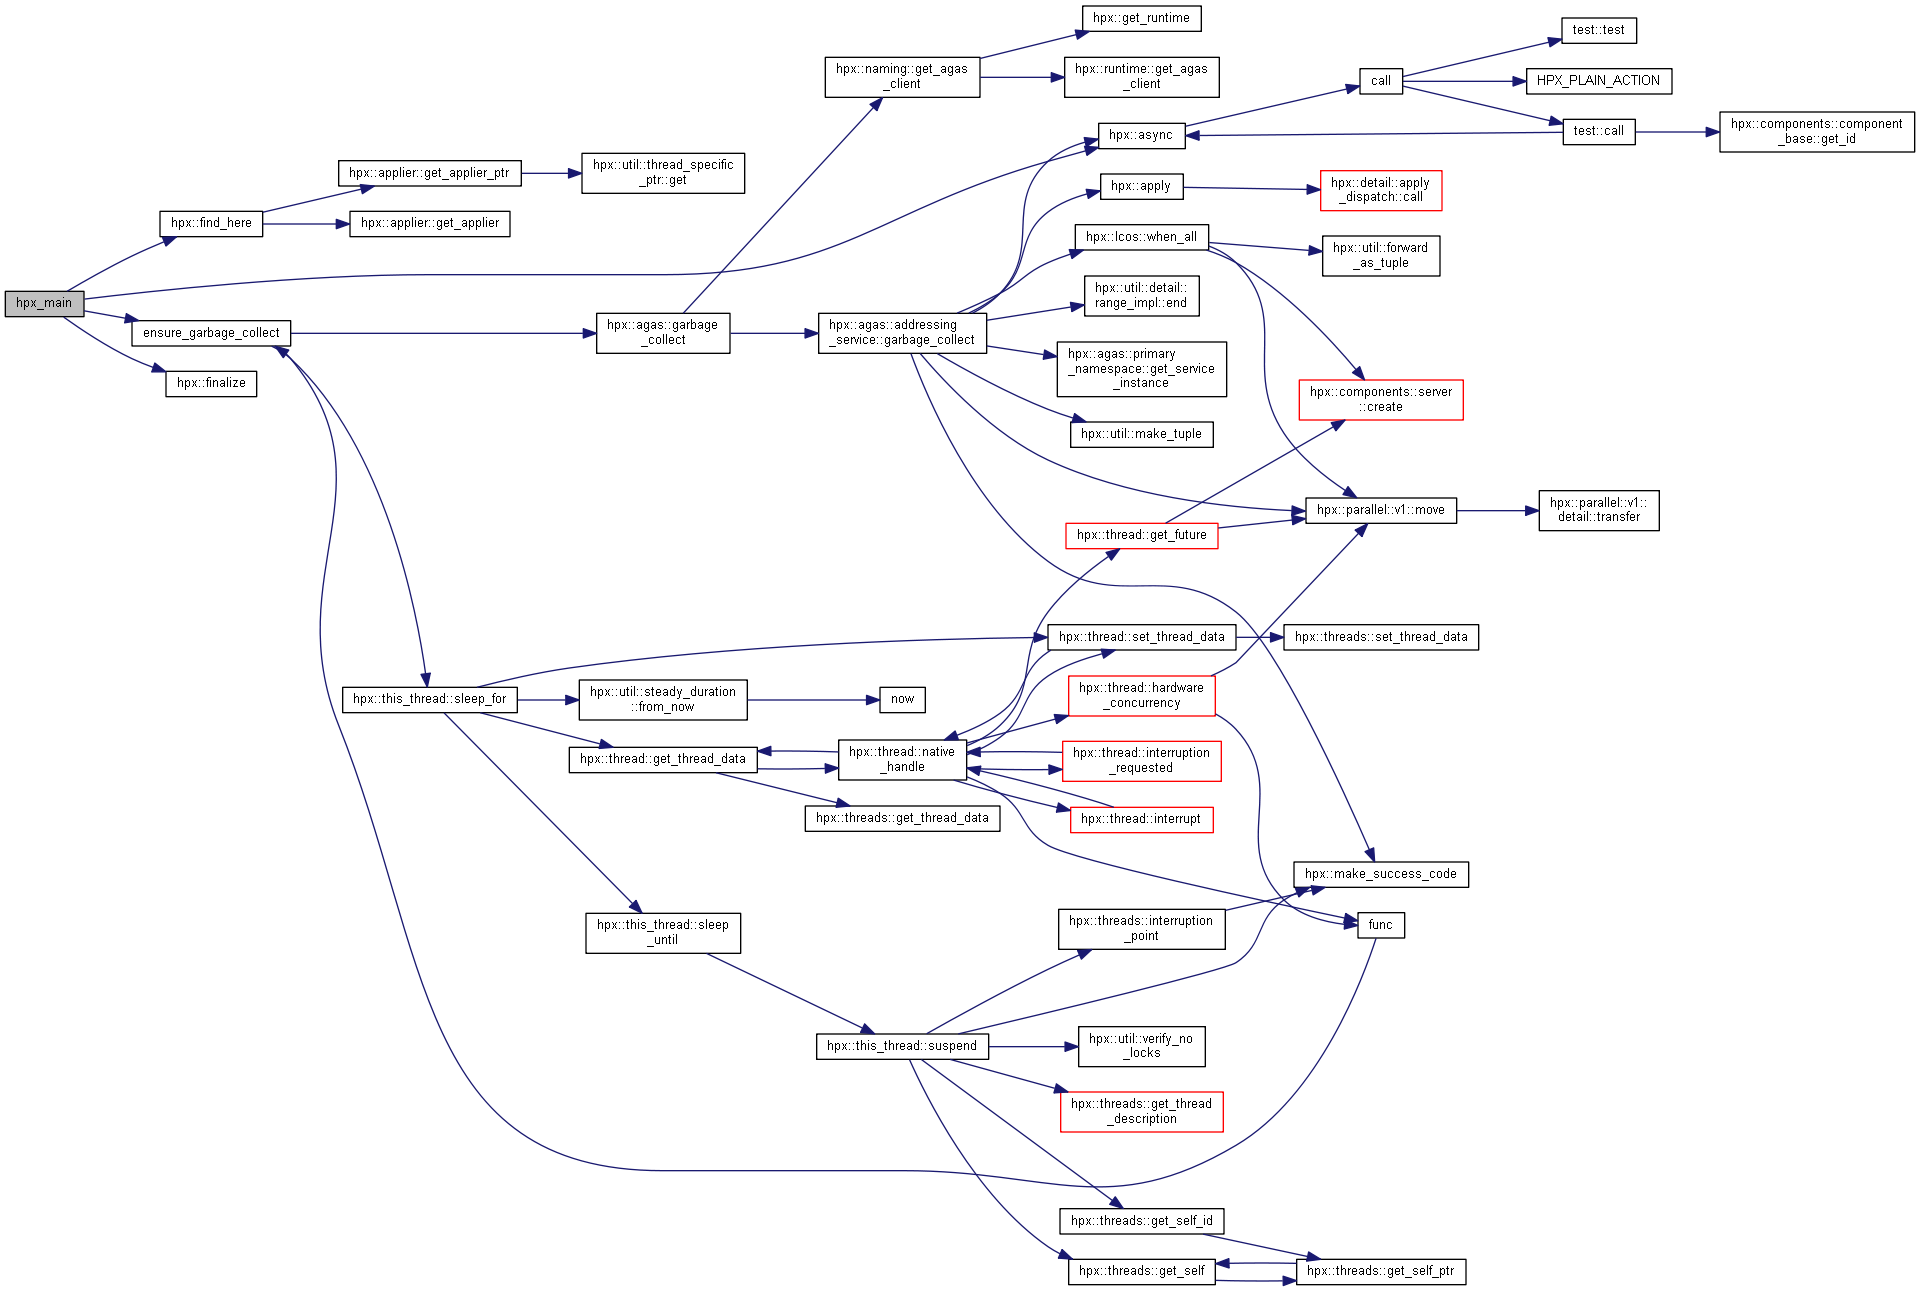 hpx::get_runtime
test::test
hpx::naming::get_agas
_client
hpx::runtime::get_agas
_client
call
HPX_PLAIN_ACTION
hpx::async
test::call
hpx::components::component
_base::get_id
hpx::applier::get_applier_ptr
hpx::util::thread_specific
_ptr::get
hpx::apply
hpx::detail::apply
_dispatch::call
hpx::find_here
hpx::applier::get_applier
hpx::lcos::when_all
hpx::util::forward
_as_tuple
hpx_main
hpx::util::detail::
range_impl::end
ensure_garbage_collect
hpx::agas::garbage
_collect
hpx::agas::addressing
_service::garbage_collect
hpx::agas::primary
_namespace::get_service
_instance
hpx::finalize
hpx::components::server
::create
hpx::util::make_tuple
hpx::parallel::v1::move
hpx::parallel::v1::
detail::transfer
hpx::thread::get_future
hpx::thread::set_thread_data
hpx::threads::set_thread_data
hpx::this_thread::sleep_for
hpx::util::steady_duration
::from_now
now
hpx::thread::hardware
_concurrency
hpx::thread::get_thread_data
hpx::thread::native
_handle
hpx::thread::interruption
_requested
hpx::threads::get_thread_data
hpx::thread::interrupt
hpx::make_success_code
hpx::this_thread::sleep
_until
hpx::threads::interruption
_point
func
hpx::this_thread::suspend
hpx::util::verify_no
_locks
hpx::threads::get_thread
_description
hpx::threads::get_self_id
hpx::threads::get_self
hpx::threads::get_self_ptr